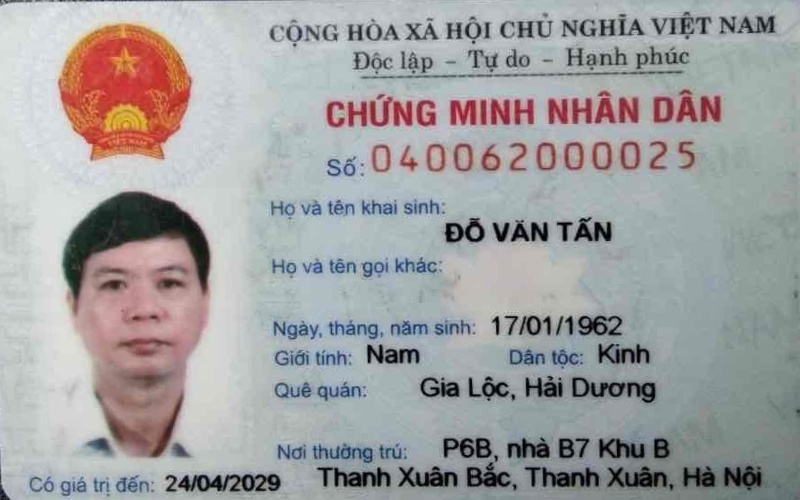 CỘNG HÒA XÃ HỘI CHỦ NGHĨA VIỆT NAM
Độc lập - Tự do - Hạnh phúc
CHỨNG MINH NHÂN DÂN
Số: 040062000025
Họ và tên khai sinh:
ĐỖ VĂN TẤN
Họ và tên gọi khác:
Ngày, tháng, năm sinh: 17/01/1962
Giới tính: Nam Dân tộc: Kinh
Quê quán: Gia Lộc, Hải Dương
Nơi thường trú: P6B, nhà B7 Khu B
Thanh Xuân Bắc, Thanh Xuân, Hà Nội
Có giá trị đến: 24/04/2029